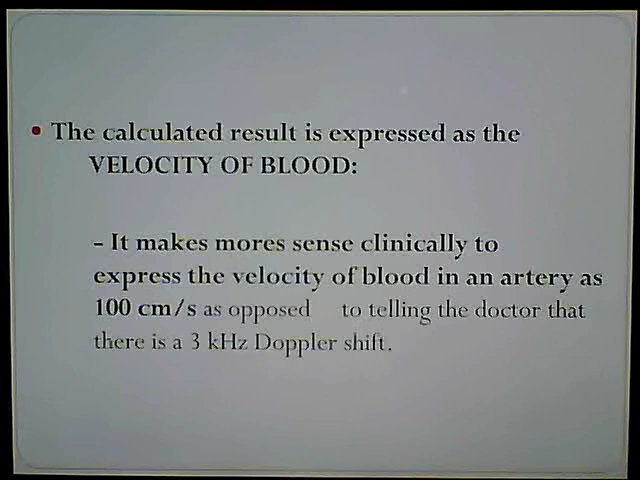 • The calculated result is expressed as the
VELOCITY OF BLOOD:
– It makes mores sense clinically to
express the velocity of blood in an artery as
100 cm/s as opposed to telling the doctor that
there is a 3 kHz Doppler shift.